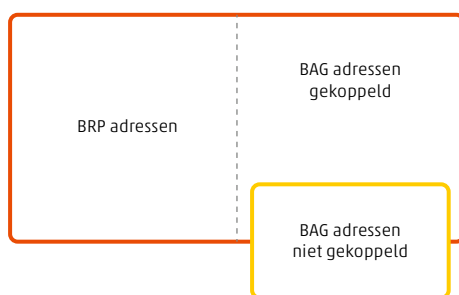 BRP adressen
BAG adressen
gekoppeld
BAG adressen
niet gekoppeld